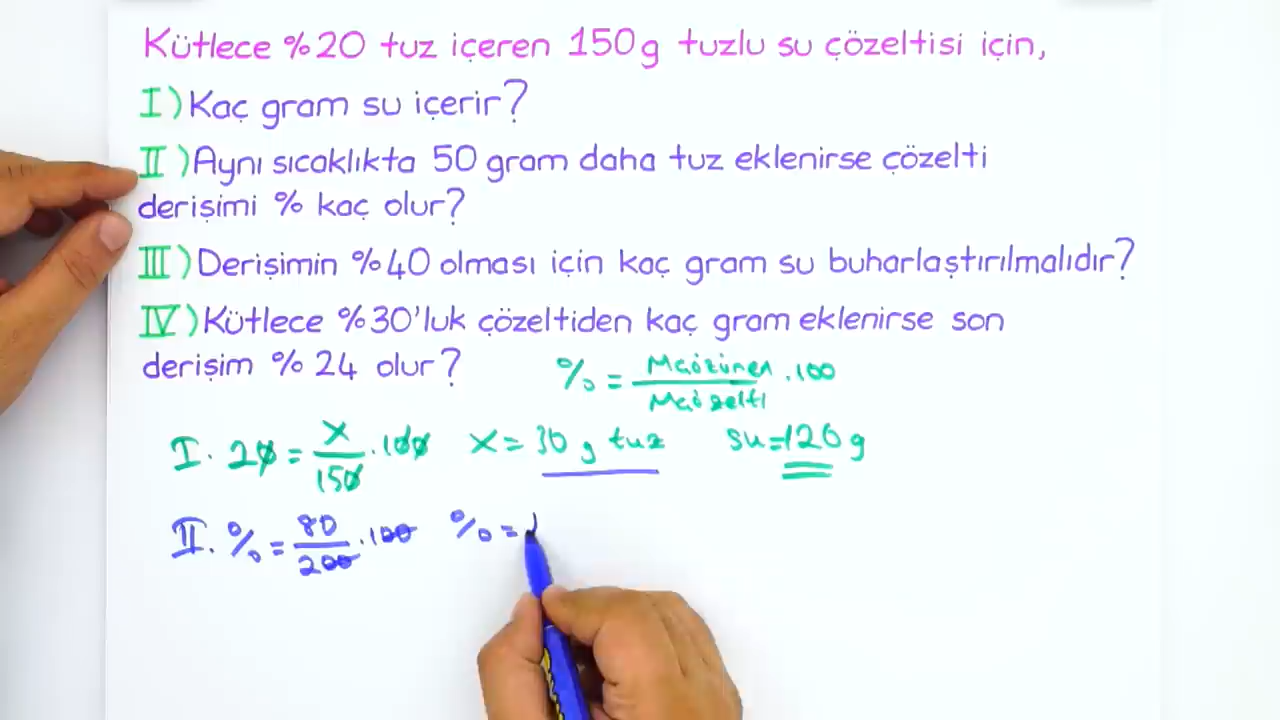 Kütlece %20 tuz içeren 150g tuzlu su çözeltisi için,
I) Kaç gram su içerir?
II) Aynı sıcaklıkta 50 gram daha tuz eklenirse çözelti
derişimi % kaç olur?
III) Derişimin %40 olması için kaç gram su buharlaştırılmalıdır?
IV) Kütlece %30'luk çözeltiden kaç gram eklenirse son
derişim % 24 olur?
% = Mçözünen / Mçözelti . 100
I. 20 = x / 150 . 100 x = 30 g tuz su = 120 g
II. % = 80 / 200 . 100 % =